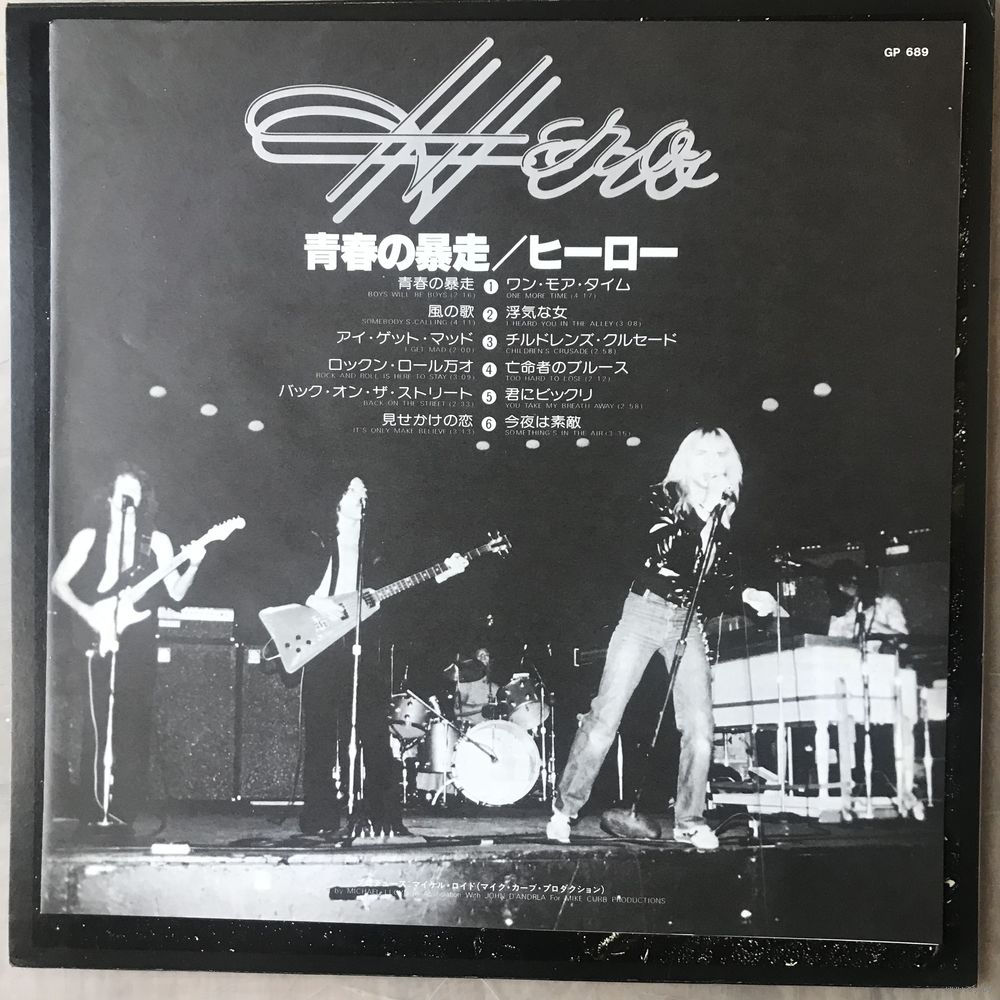 GP 689
Hero
青春の暴走／ヒーロー
青春の暴走 1 ワン・モア・タイム
BOYS WILL BE BOYS (2:16) ONE MORE TIME (4:17)
風の歌 2 浮気な女
SOMEBODY'S CALLING (4:11) I HEARD YOU IN THE ALLEY (3:08)
アイ・ゲット・マッド 3 チルドレンズ・クルセード
I GET MAD (2:00) CHILDREN'S CRUSADE (2:58)
ロックン・ロール万才 4 亡命者のブルース
ROCK AND ROLL IS HERE TO STAY (3:09) TOO HARD TO LOSE (2:12)
バック・オン・ザ・ストリート 5 君にビックリ
BACK ON THE STREET (2:33) YOU TAKE MY BREATH AWAY (2:58)
見せかけの恋 6 今夜は素敵
IT'S ONLY MAKE BELIEVE (3:13) SOMETHING'S IN THE AIR (3:35)
マイケル・ロイド(マイク・カーブ・プロダクション)
by MICHAEL With JOHN D'ANDREA For MIKE CURB PRODUCTIONS